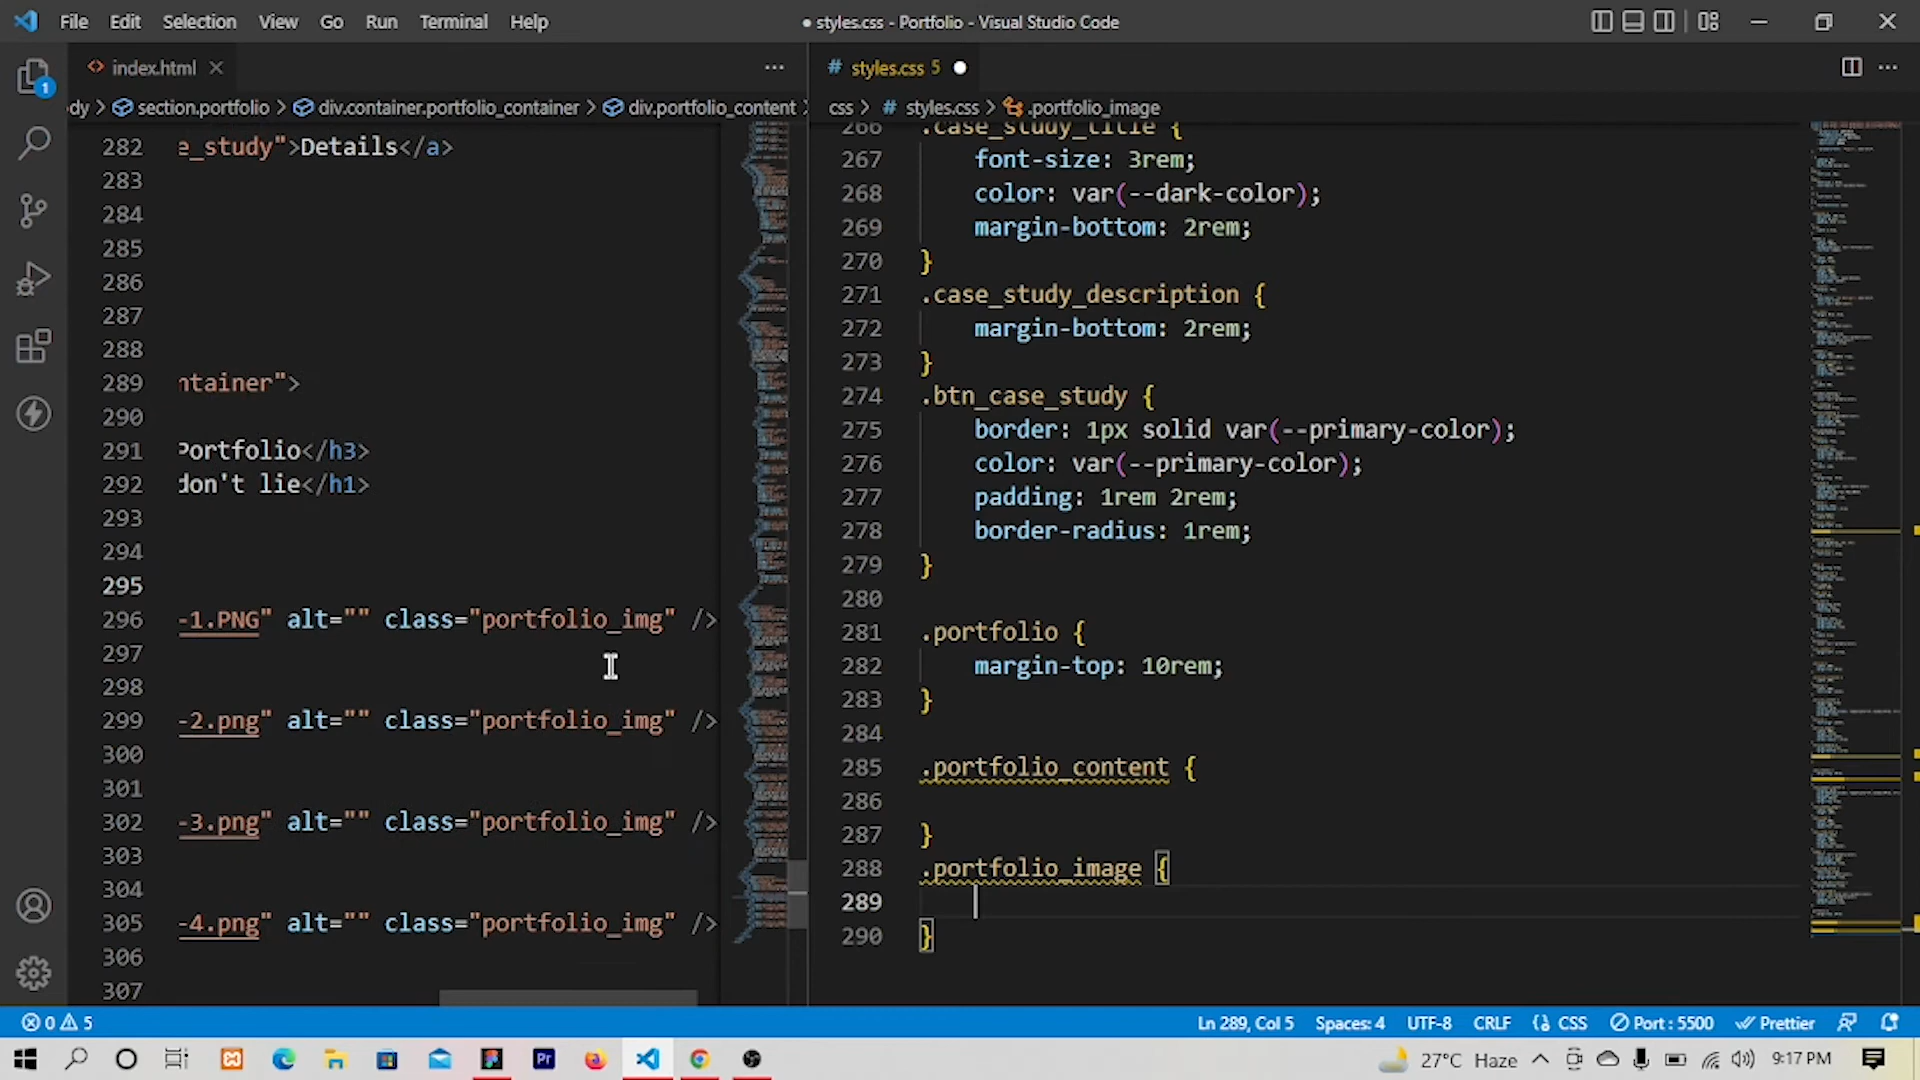 File Edit Selection View Go Run Terminal Help
● styles.css - Portfolio - Visual Studio Code
index.html
styles.css 5
dy > section.portfolio > div.container.portfolio_container > div.portfolio_content
css > # styles.css > .portfolio_image
282 e_study">Details</a>
283
284
285
286
287
288
289 ntainer">
290
291 Portfolio</h3>
292 don't lie</h1>
293
294
295
296 -1.PNG" alt="" class="portfolio_img" />
297
298
299 -2.png" alt="" class="portfolio_img" />
300
301
302 -3.png" alt="" class="portfolio_img" />
303
304
305 -4.png" alt="" class="portfolio_img" />
306
307
266 .case_study_title {
267 font-size: 3rem;
268 color: var(--dark-color);
269 margin-bottom: 2rem;
270 }
271 .case_study_description {
272 margin-bottom: 2rem;
273 }
274 .btn_case_study {
275 border: 1px solid var(--primary-color);
276 color: var(--primary-color);
277 padding: 1rem 2rem;
278 border-radius: 1rem;
279 }
280
281 .portfolio {
282 margin-top: 10rem;
283 }
284
285 .portfolio_content {
286
287 }
288 .portfolio_image {
289
290 }
0 5
Ln 289, Col 5 Spaces: 4 UTF-8 CRLF CSS Port : 5500 Prettier
Pr 27°C Haze 9:17 PM